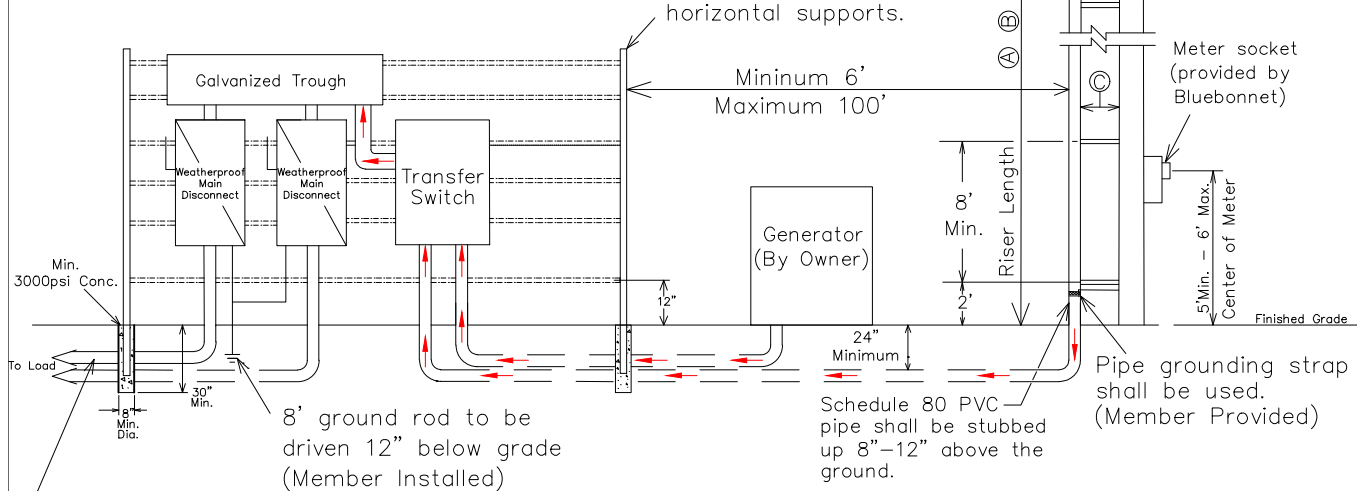 horizontal supports.
A B
Meter socket
(provided by
Bluebonnet)
Mininum 6’
Maximum 100’
C
Galvanized Trough
Weatherproof
Main
Disconnect
Weatherproof
Main
Disconnect
Transfer
Switch
Riser Length
8’
Min.
5’Min. – 6’ Max.
Center of Meter
Generator
(By Owner)
Min.
3000psi Conc.
12”
2’
Finished Grade
24”
Minimum
To Load
30”
Min.
8”
Min.
Dia.
8’ ground rod to be
driven 12” below grade
(Member Installed)
Schedule 80 PVC
pipe shall be stubbed
up 8”–12” above the
ground.
Pipe grounding strap
shall be used.
(Member Provided)